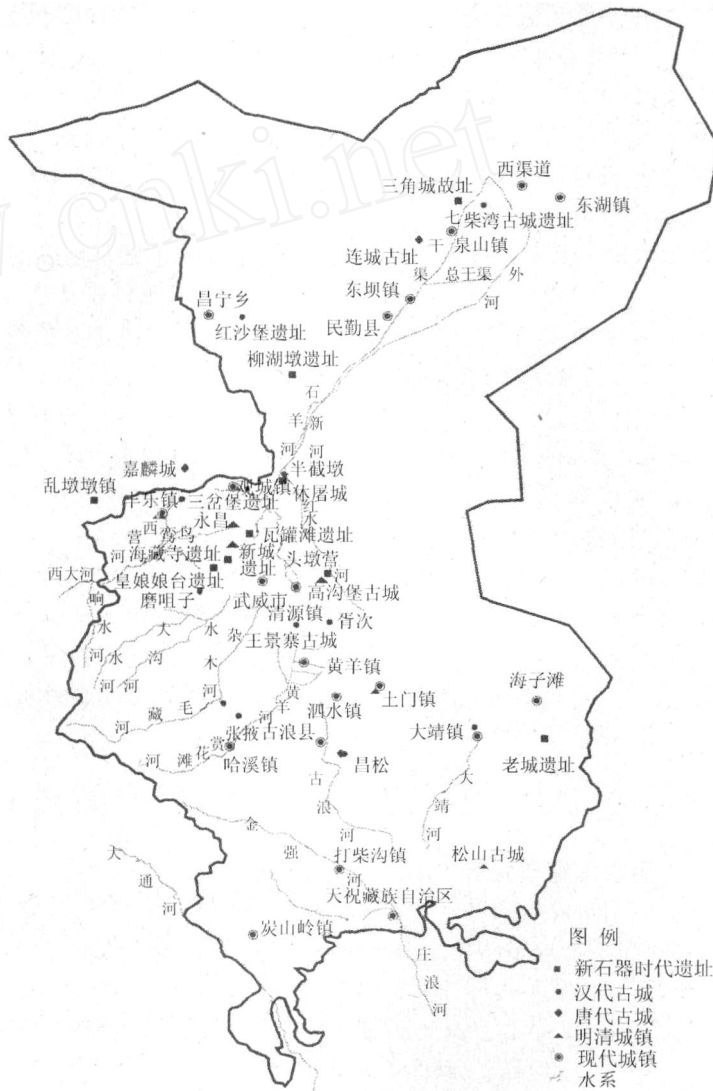 cnki.net
西渠道
三角城故址
东湖镇
七柴湾古城遗址
连城古址
干
泉山镇
渠
总王渠
外
河
昌宁乡
东坝镇
红沙堡遗址
民勤县
柳湖墩遗址
石
羊
新
河
河
嘉麟城
半截墩
城镇
休屠城
乱墩墩镇
丰乐镇
三岔堡遗址
红
水
永昌
西
鸾鸟
瓦罐滩遗址
营
河
海藏寺遗址
新城
遗址
头墩营
河
西大河
皇娘娘台遗址
高沟堡古城
响
磨咀子
武威市
清源镇
水
大
水
杂
胥次
河
水
沟
木
王景寨古城
河
河
河
黄羊镇
黄
羊
河
海子滩
藏
毛
泗水镇
土门镇
河
张掖古浪县
大靖镇
河
滩
花
赏
哈溪镇
昌松
老城遗址
古
浪
河
大
靖
河
金
强
河
打柴沟镇
松山古城
大
通
河
天祝藏族自治区
炭山岭镇
庄
浪
河
图 例
新石器时代遗址
汉代古城
唐代古城
明清城镇
现代城镇
水系